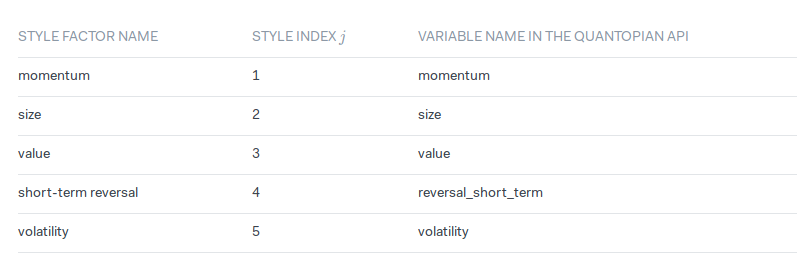 STYLE FACTOR NAME STYLE INDEX j VARIABLE NAME IN THE QUANTOPIAN API
momentum 1 momentum
size 2 size
value 3 value
short-term reversal 4 reversal_short_term
volatility 5 volatility